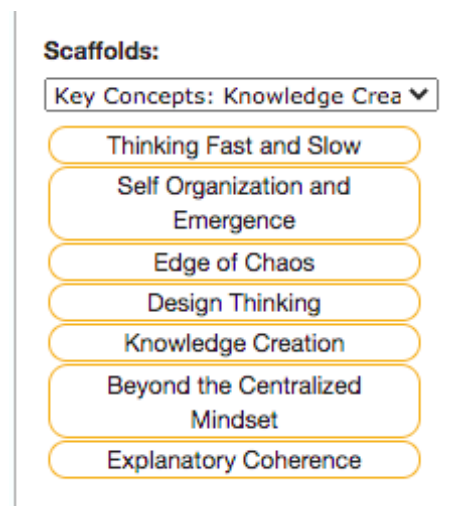 Scaffolds:
Key Concepts: Knowledge Crea
Thinking Fast and Slow
Self Organization and
Emergence
Edge of Chaos
Design Thinking
Knowledge Creation
Beyond the Centralized
Mindset
Explanatory Coherence